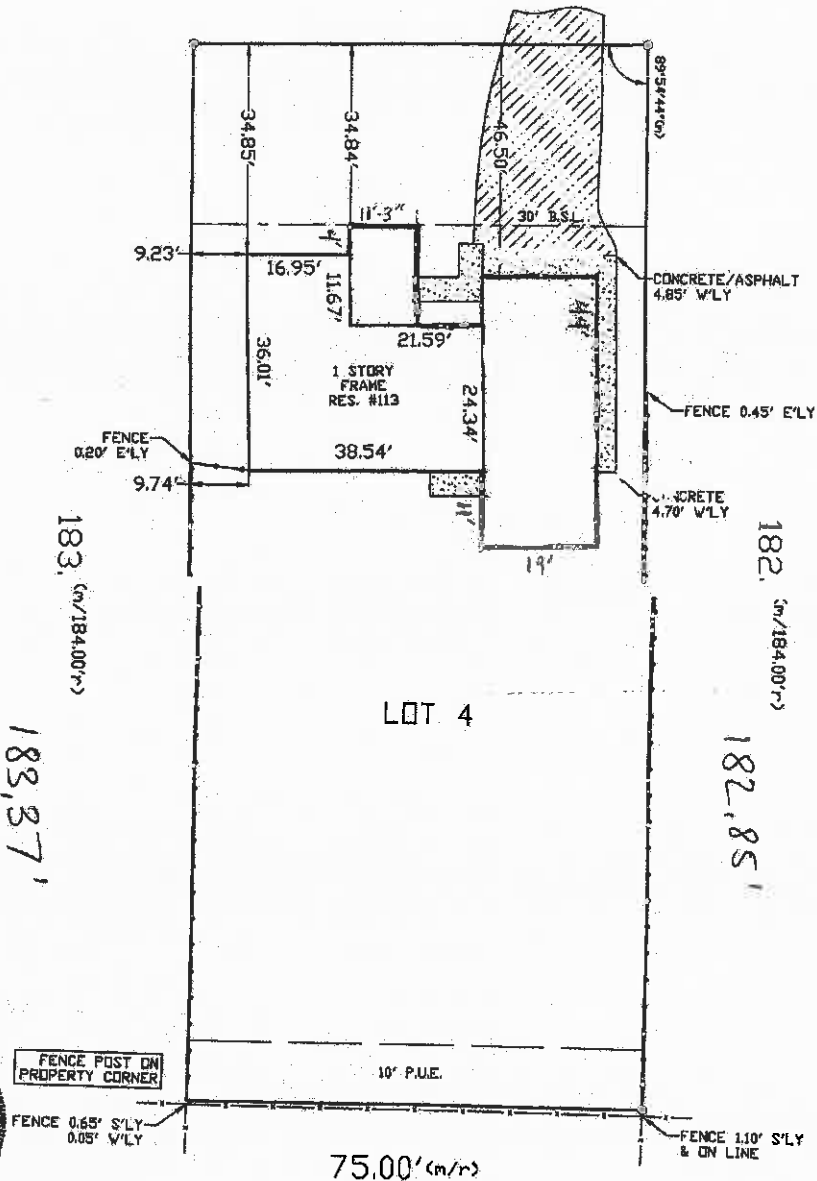 89°54'44"(m)
34.85'
34.84'
46.50'
11'-3"
30' B.S.L.
9.23'
16.95'
4'
11.67'
CONCRETE/ASPHALT
4.85' W'LY
21.59'
44'
36.01'
1 STORY
FRAME
RES. #113
24.34'
FENCE 0.45' E'LY
FENCE
0.20' E'LY
38.54'
9.74'
CONCRETE
4.70' W'LY
11'
19'
183. (m/184.00'r)
182. (m/184.00'r)
LOT 4
183,37'
182.85'
10' P.U.E.
FENCE POST ON
PROPERTY CORNER
FENCE 0.65' S'LY
0.05' W'LY
FENCE 1.10' S'LY
& ON LINE
75.00'(m/r)